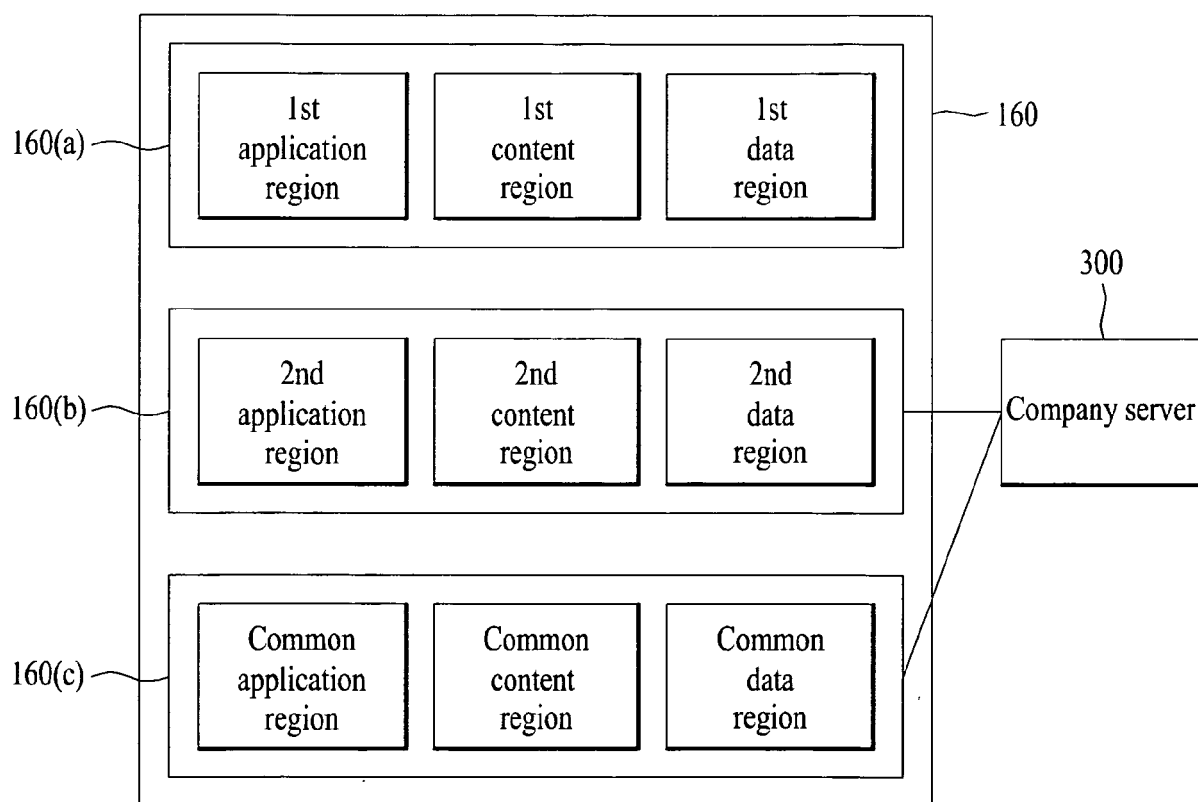 160(a)
1st
application
region
1st
content
region
1st
data
region
160
300
160(b)
2nd
application
region
2nd
content
region
2nd
data
region
Company server
160(c)
Common
application
region
Common
content
region
Common
data
region